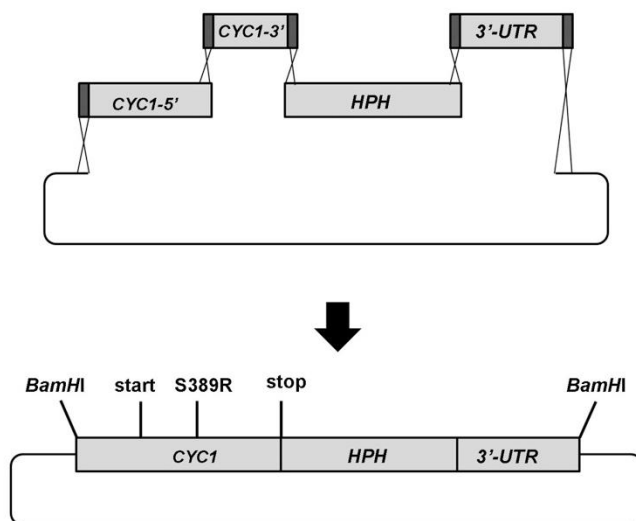 CYC1-3’ 3’-UTR
CYC1-5’ HPH
BamHI start S389R stop BamHI
CYC1 HPH 3’-UTR